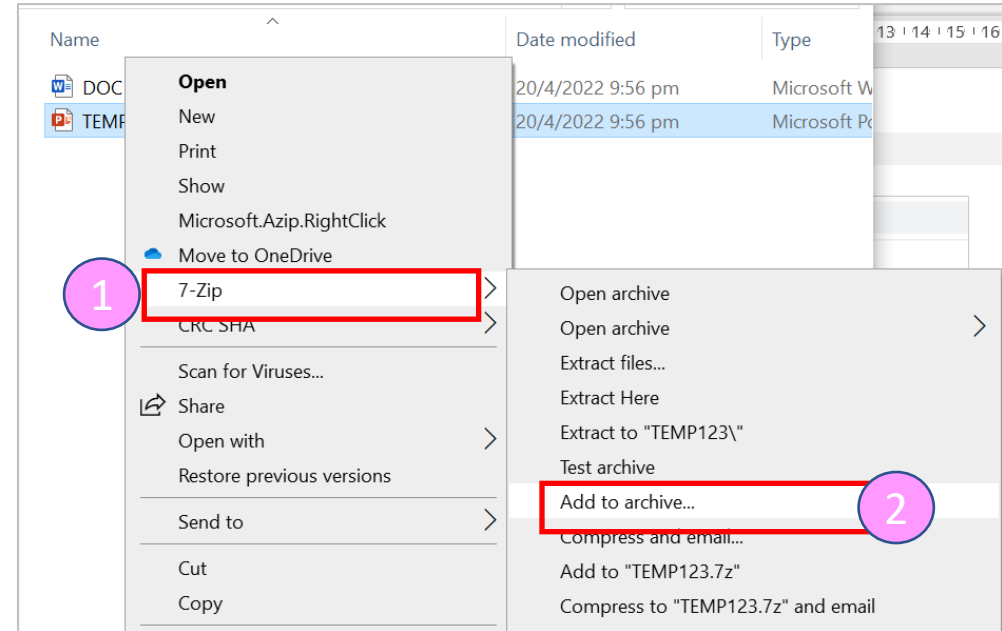 Name Date modified Type 13 14 15 16
DOC 20/4/2022 9:56 pm Microsoft W
TEMP 20/4/2022 9:56 pm Microsoft Po
Open
New
Print
Show
Microsoft.Azip.RightClick
Move to OneDrive
1
7-Zip
CRC SHA
Scan for Viruses...
Share
Open with
Restore previous versions
Send to
Cut
Copy
Open archive
Open archive
Extract files...
Extract Here
Extract to "TEMP123\"
Test archive
Add to archive...
2
Compress and email...
Add to "TEMP123.7z"
Compress to "TEMP123.7z" and email